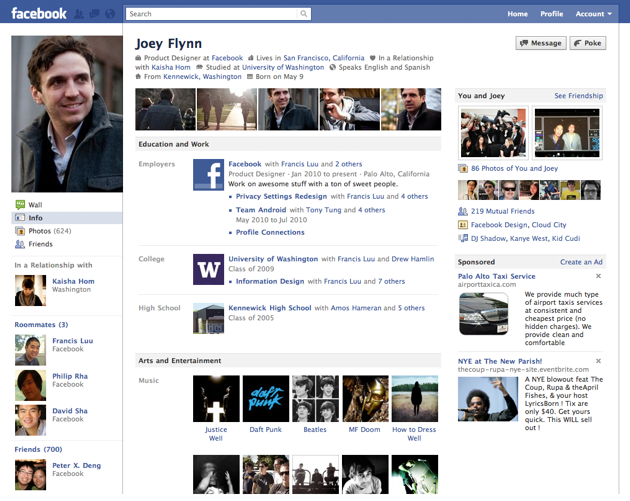 facebook
Search
Home Profile Account
Joey Flynn
Message
Poke
Product Designer at Facebook Lives in San Francisco, California In a Relationship
with Kaisha Hom Studied at University of Washington Speaks English and Spanish
From Kennewick, Washington Born on May 9
Wall
Info
Photos (624)
Friends
In a Relationship with
Kaisha Hom
Washington
Roommates (3)
Francis Luu
Facebook
Philip Rha
Facebook
David Sha
Facebook
Friends (700)
Peter X. Deng
Facebook
Education and Work
Employers
Facebook with Francis Luu and 2 others
Product Designer · Jan 2010 to present · Palo Alto, California
Work on awesome stuff with a ton of sweet people.
Privacy Settings Redesign with Francis Luu and 4 others
Team Android with Tony Tung and 4 others
May 2010 to Jul 2010
Profile Connections
College
W
University of Washington with Francis Luu and Drew Hamlin
Class of 2009
Information Design with Francis Luu and 7 others
High School
Kennewick High School with Amos Hameran and 5 others
Class of 2005
Arts and Entertainment
Music
daft
punk
Justice
Well
Daft Punk
Beatles
MF Doom
How to Dress
Well
You and Joey
See Friendship
86 Photos of You and Joey
219 Mutual Friends
Facebook Design, Cloud City
DJ Shadow, Kanye West, Kid Cudi
Sponsored
Create an Ad
Palo Alto Taxi Service
airporttaxica.com
We provide much type
of airport taxis services
at consistent and
cheapest price (no
hidden charges). We
provide clean and
comfortable
NYE at The New Parish!
thecoup-rupa-nye-site.eventbrite.com
A NYE blowout feat The
Coup, Rupa & theApril
Fishes, & your host
LyricsBorn ! Tix are
only $40. Get yours
quick. This WILL sell
out !